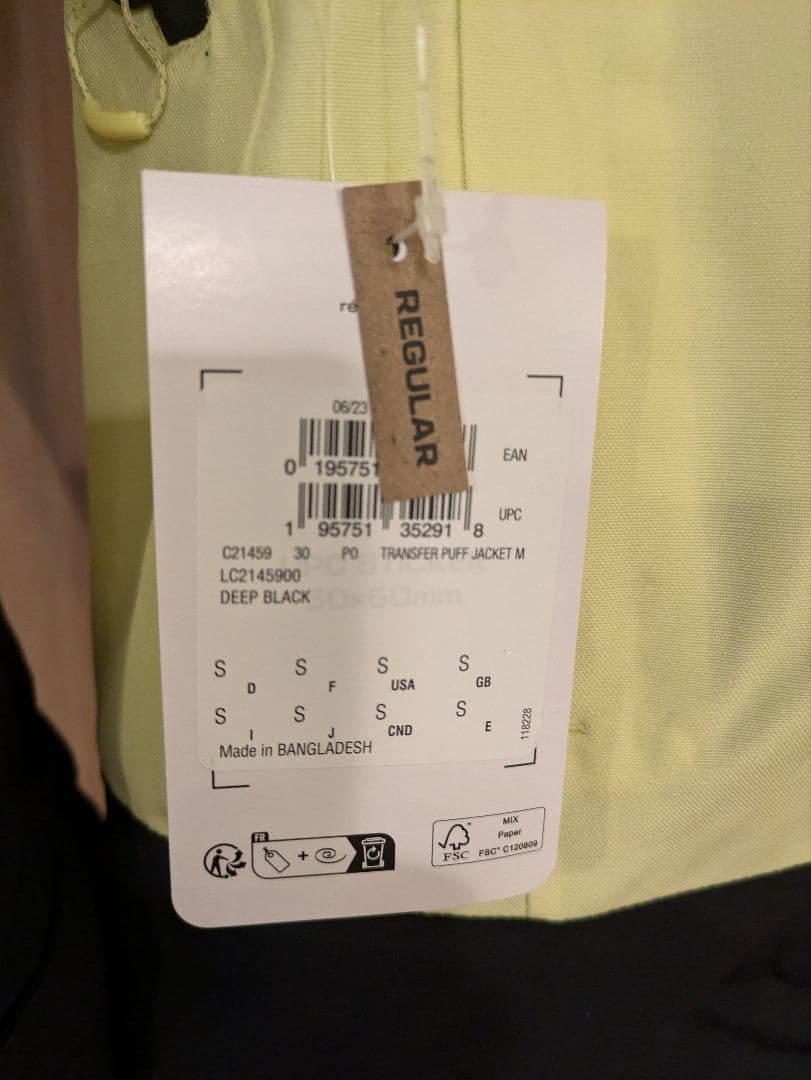 ré
REGULAR
06/23
EAN
0 195751
UPC
1 95751 35291 8
C21459 30 PO TRANSFER PUFF JACKET M
LC2145900
DEEP BLACK
S D S F S USA S GB
S I S J S CND S E
118228
Made in BANGLADESH
FR
+
MIX
Paper
FSC FSC® C120609